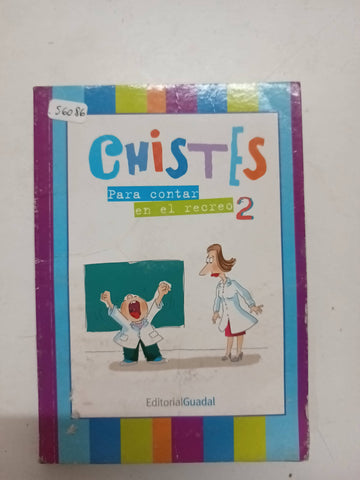 56086
CHISTES
Para contar
en el recreo 2
EditorialGuadal